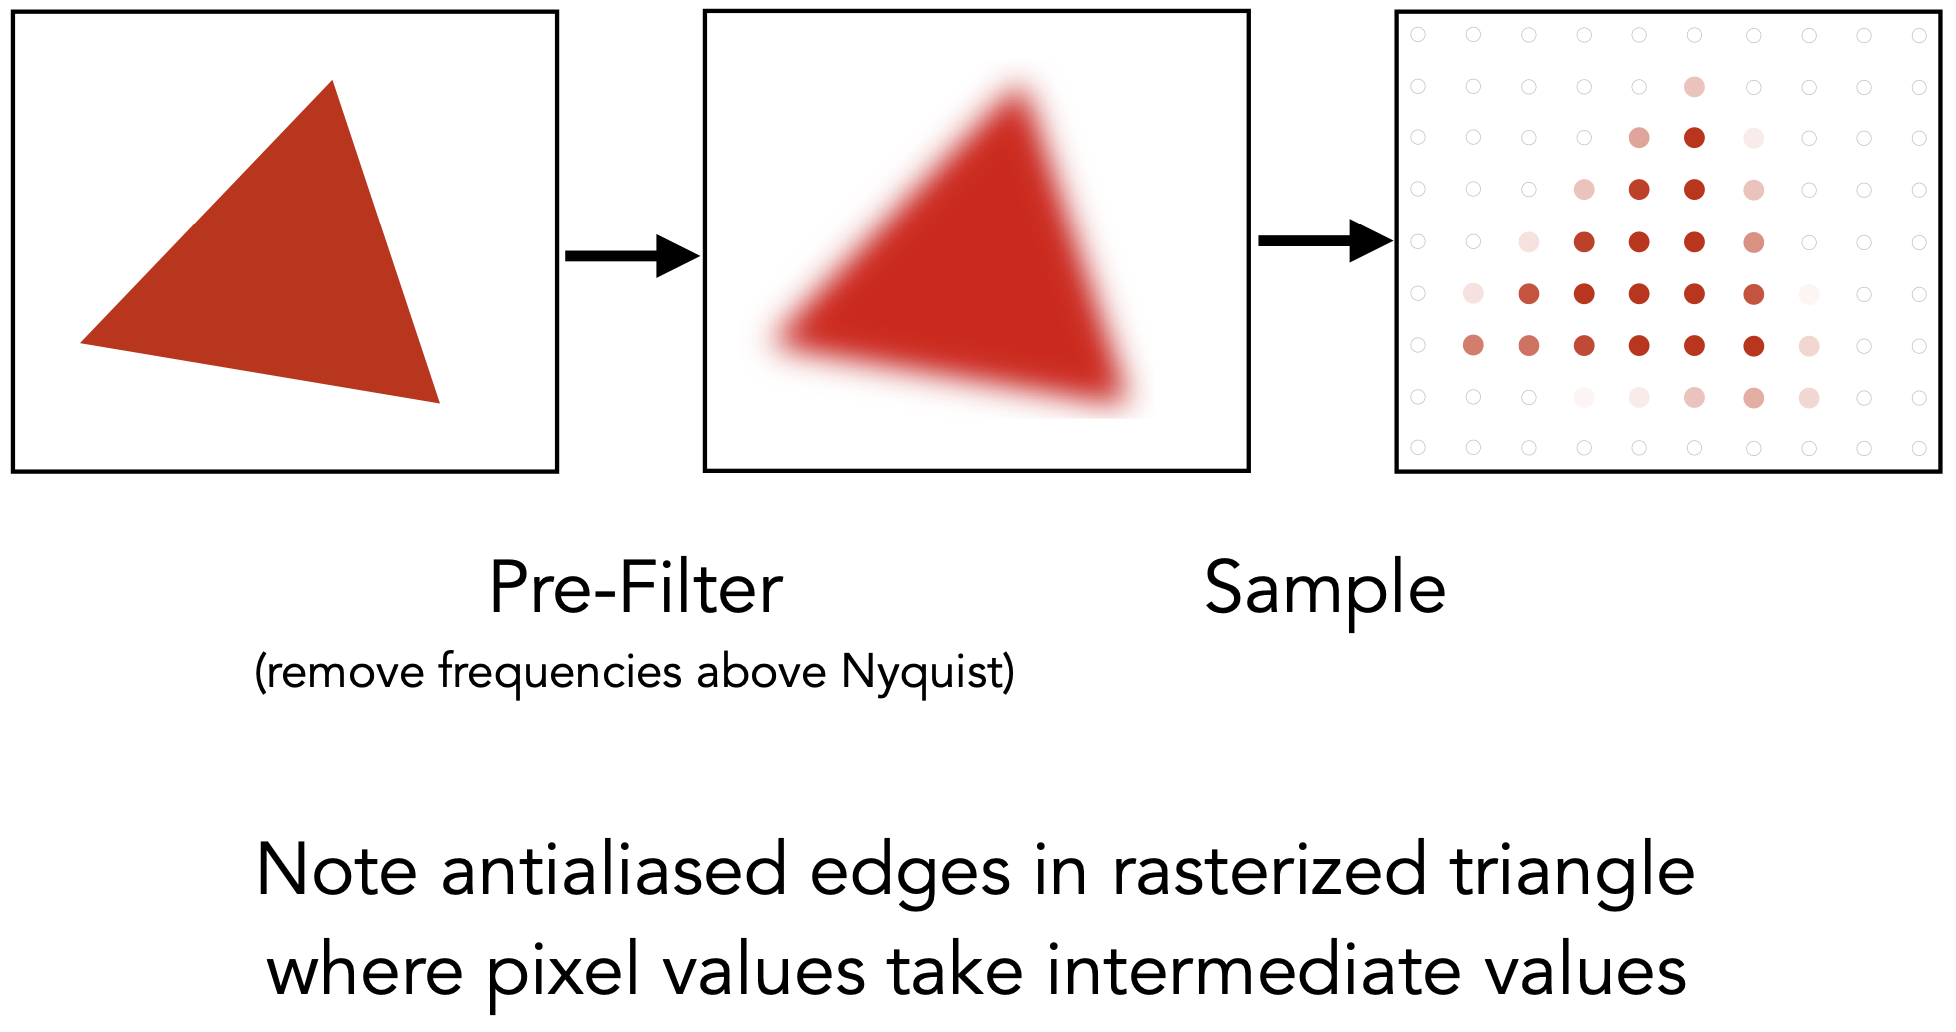 Pre-Filter
Sample
(remove frequencies above Nyquist)
Note antialiased edges in rasterized triangle
where pixel values take intermediate values